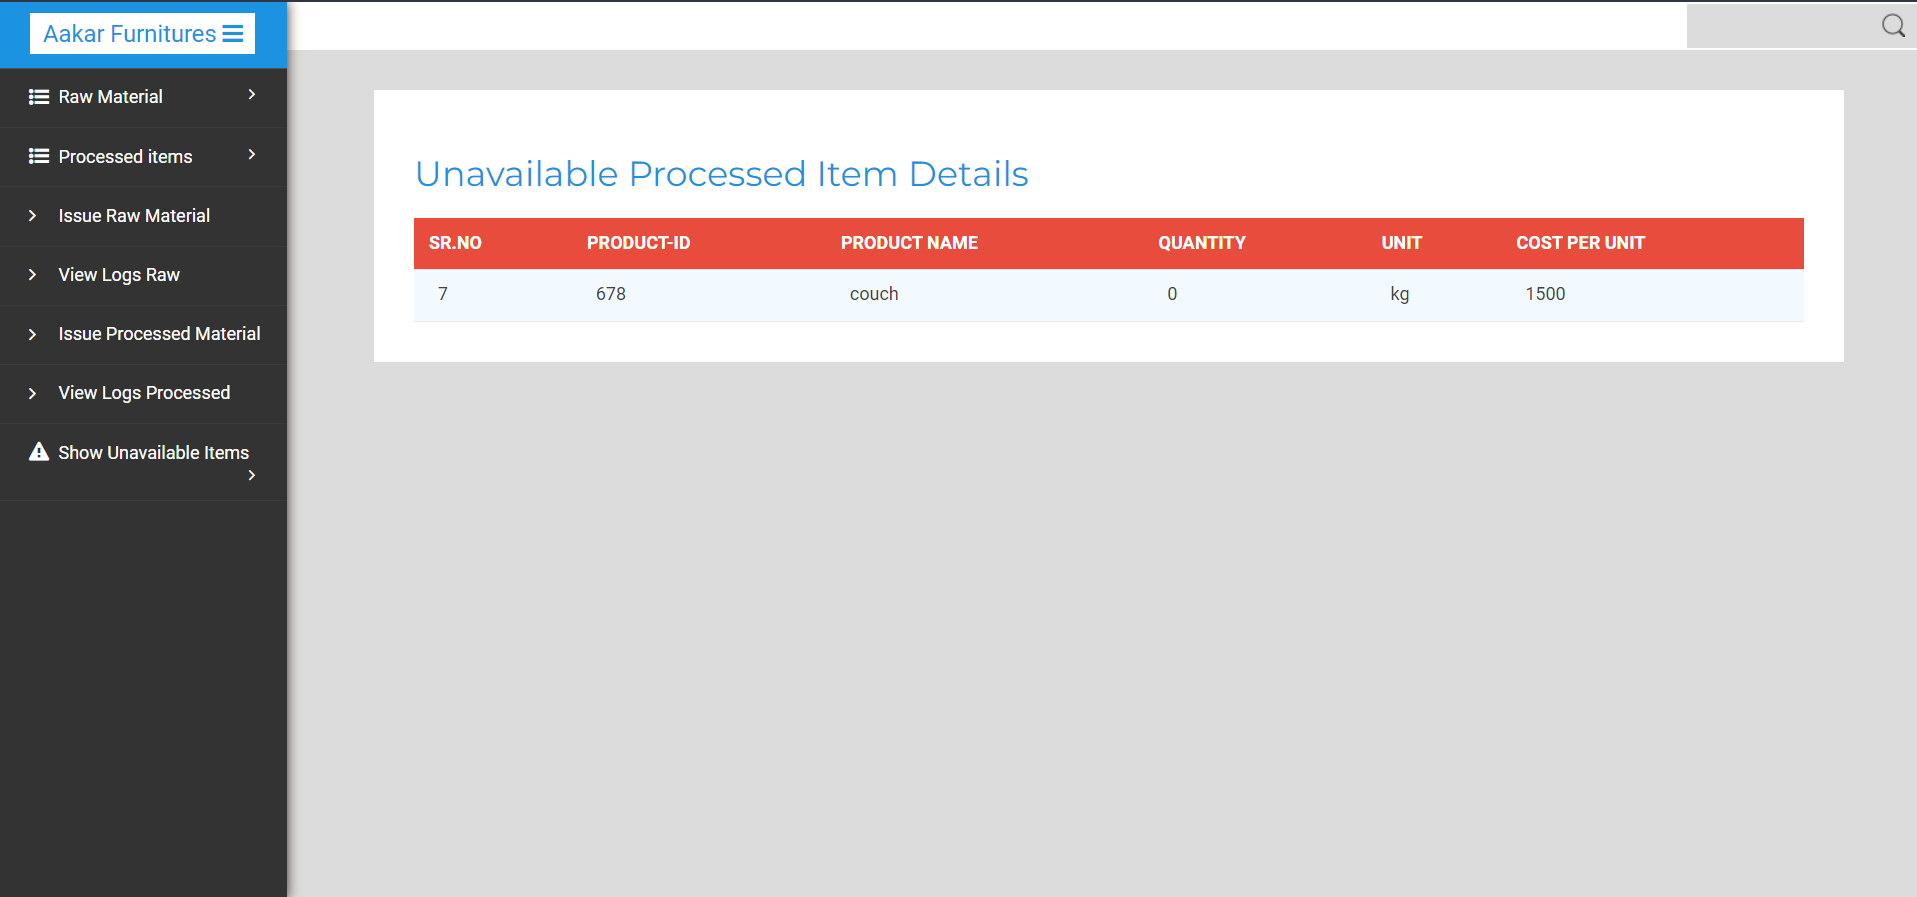 Aakar Furnitures
Raw Material
Processed items
Issue Raw Material
View Logs Raw
Issue Processed Material
View Logs Processed
Show Unavailable Items
Unavailable Processed Item Details
SR.NO PRODUCT-ID PRODUCT NAME QUANTITY UNIT COST PER UNIT
7 678 couch 0 kg 1500